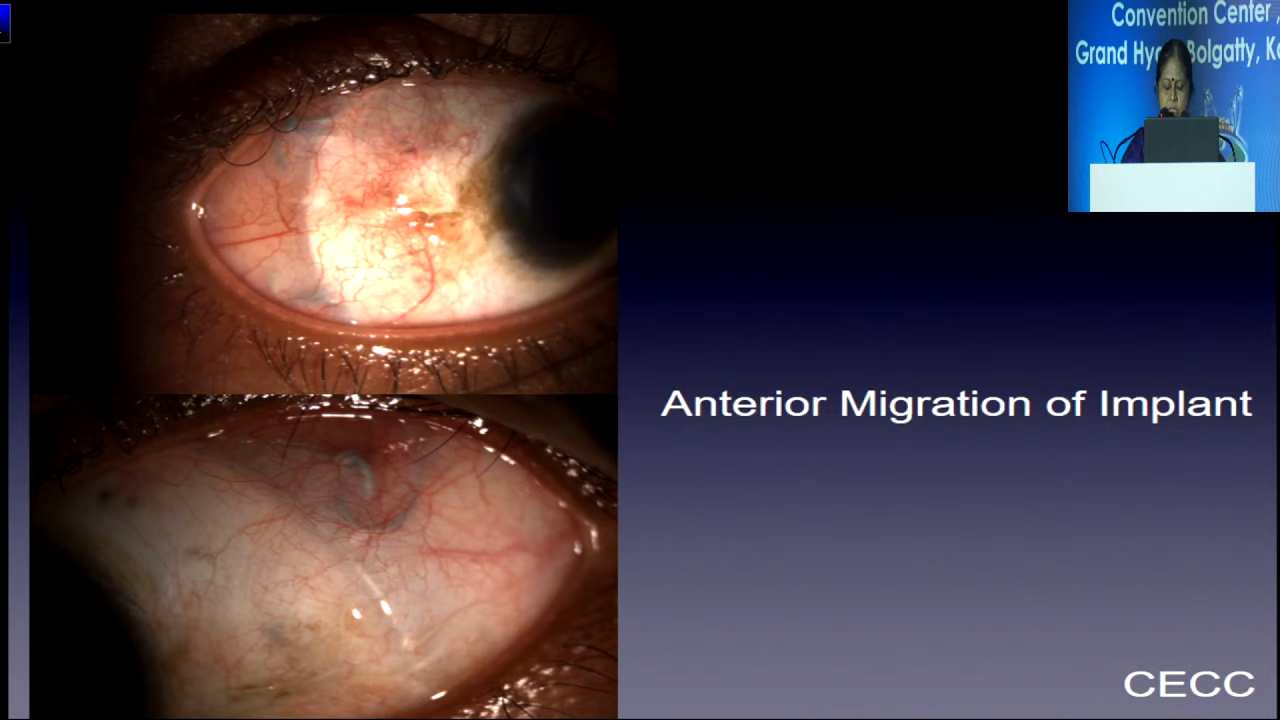 Convention Center,
Grand Hy Bolgatty, K
Anterior Migration of Implant
CECC